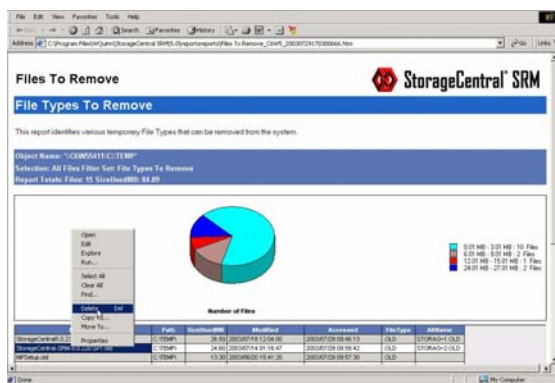 File Edit View Favorites Tools Help
Search Favorites History
Address Go Links
Files To Remove
StorageCentral SRM
File Types To Remove
This report identifies various temporary File Types that can be removed from the system.
Selection: All Files Filter Set: File Types To Remove
Report Totals: Files: 15 SizeUsedMB: 84.89
Open
Edit
Explore
Run...
Select All
Clear All
Find...
Delete Del
Copy To...
Move To...
Properties
0.01 MB - 3.01 MB : 10 Files
6.01 MB - 9.01 MB : 2 Files
12.01 MB - 15.01 MB : 1 Files
24.01 MB - 27.01 MB : 2 Files
Number of Files
Path SizeUsedMB Modified Accessed FileType AltName
C:\TEMP\ 26.80 2003/07/18 12:04:00 2003/07/29 09:48:13 .OLD
C:\TEMP\ 24.60 2003/07/14 01:16:47 2003/07/29 09:58:42 .OLD
C:\TEMP\ 13.30 2003/06/20 15:41:20 2003/07/29 09:57:30 .OLD
Done My Computer